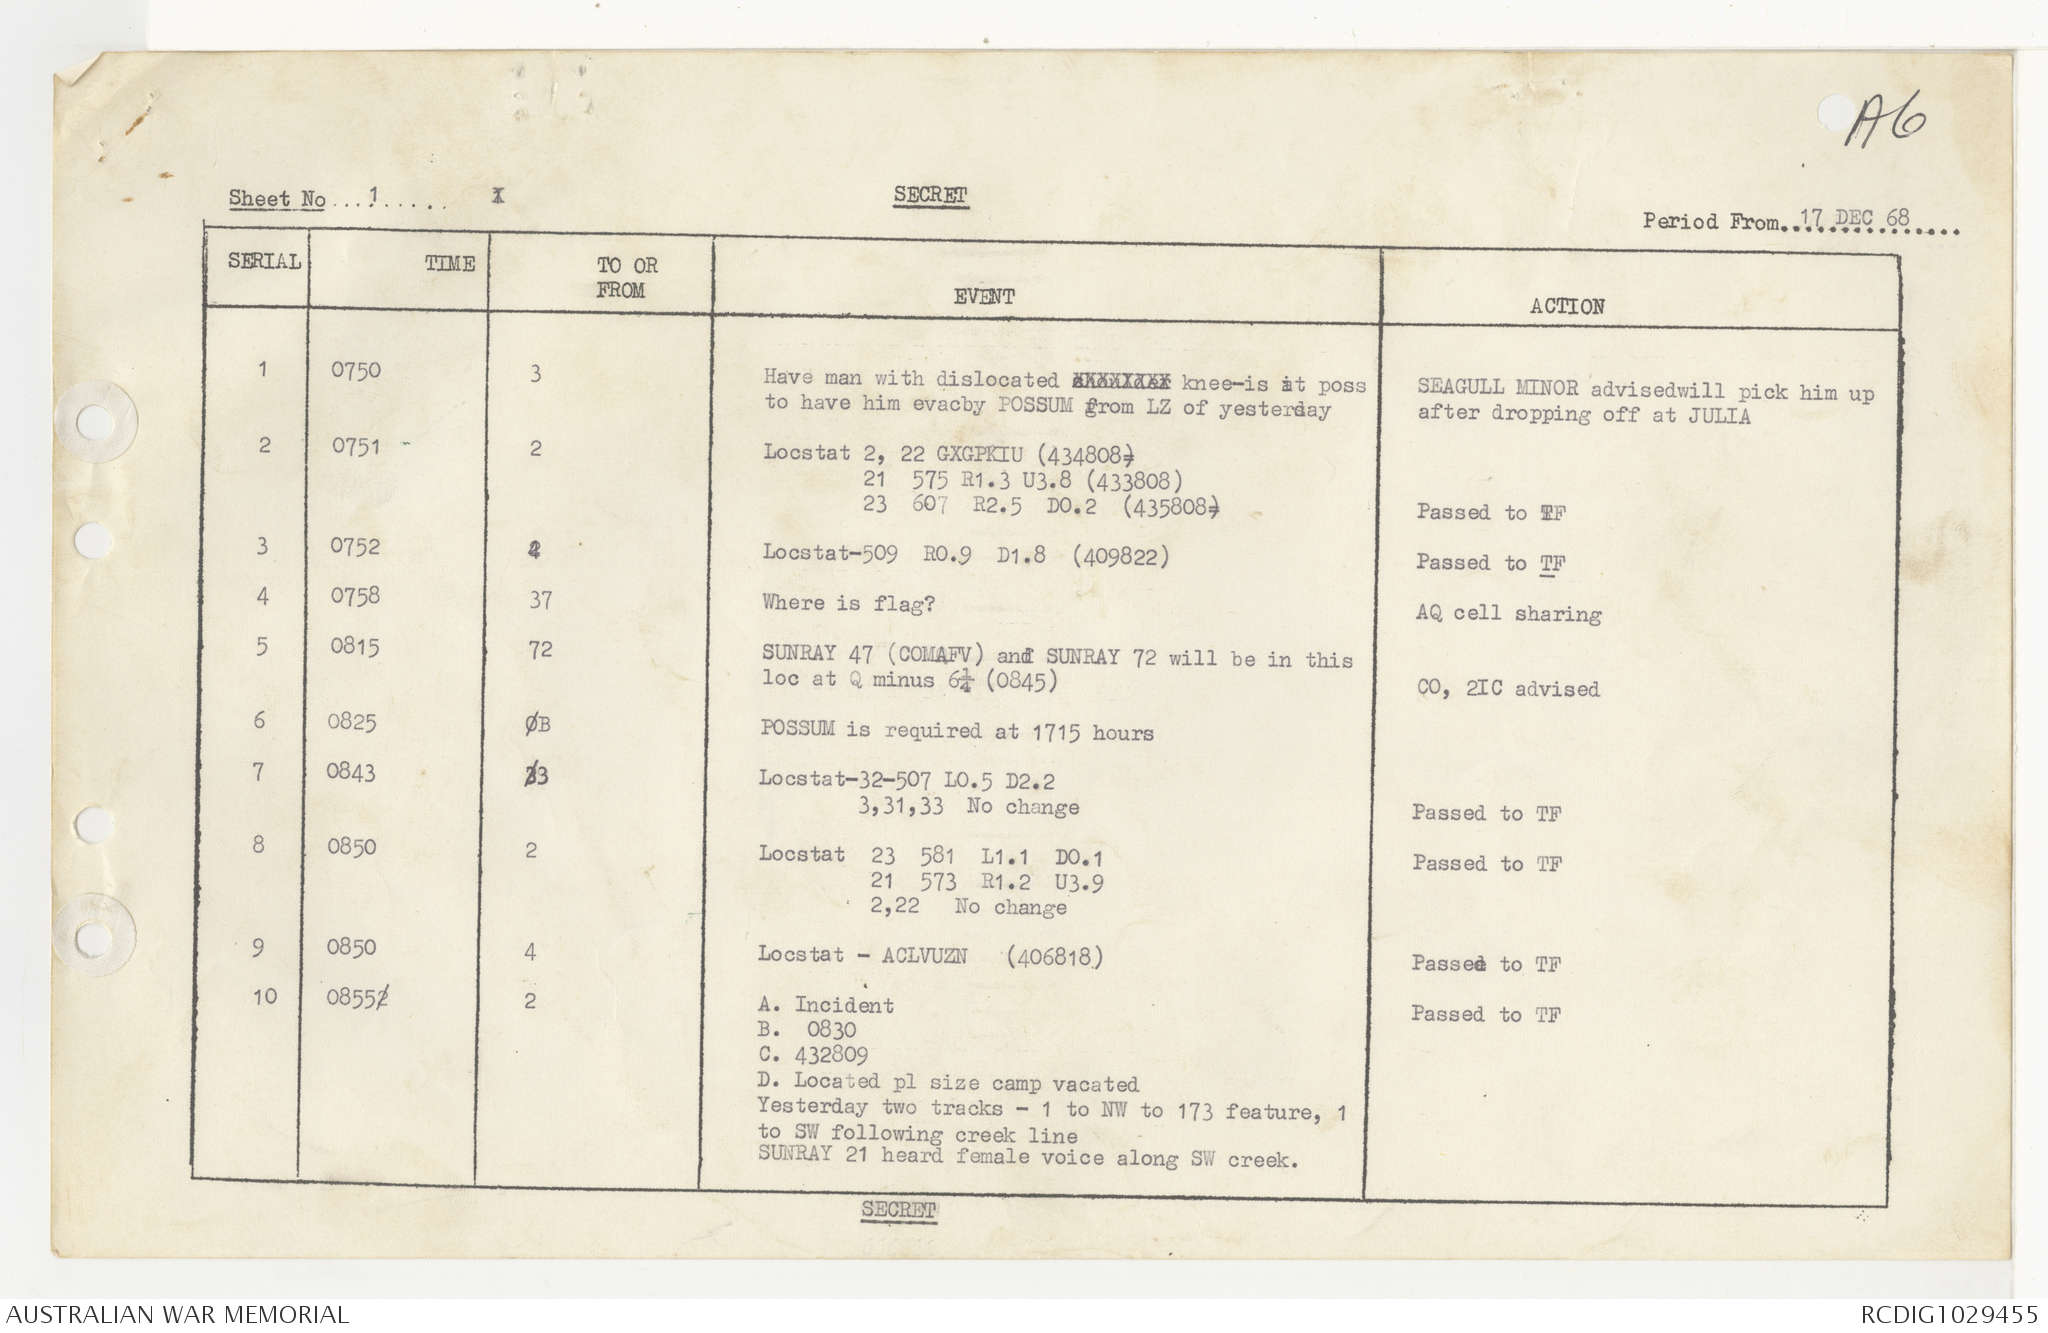 A6
Sheet No ...1......
SECRET
Period From..17 DEC 68....
SERIAL TIME TO OR FROM EVENT ACTION
1 0750 3 Have man with dislocated knee-is it poss SEAGULL MINOR advisedwill pick him up
to have him evacby POSSUM from LZ of yesterday after dropping off at JULIA
2 0751 2 Locstat 2, 22 GXGPKIU (434808)
21 575 R1.3 U3.8 (433808)
23 607 R2.5 D0.2 (435808) Passed to TF
3 0752 Locstat-509 R0.9 D1.8 (409822) Passed to TF
4 0758 37 Where is flag? AQ cell sharing
5 0815 72 SUNRAY 47 (COMAFV) and SUNRAY 72 will be in this
loc at Q minus 6¼ (0845) CO, 2IC advised
6 0825 0B POSSUM is required at 1715 hours
7 0843 3 Locstat-32-507 L0.5 D2.2
3,31,33 No change Passed to TF
8 0850 2 Locstat 23 581 L1.1 D0.1 Passed to TF
21 573 R1.2 U3.9
2,22 No change
9 0850 4 Locstat - ACLVUZN (406818) Passed to TF
10 0855 2 A. Incident Passed to TF
B. 0830
C. 432809
D. Located pl size camp vacated
Yesterday two tracks - 1 to NW to 173 feature, 1
to SW following creek line
SUNRAY 21 heard female voice along SW creek.
SECRET
AUSTRALIAN WAR MEMORIAL
RCDIG1029455